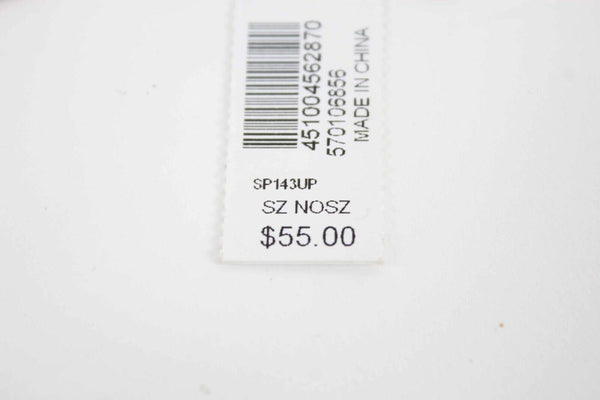 451004562870
570106856
MADE IN CHINA
SP143UP
SZ NOSZ
$55.00